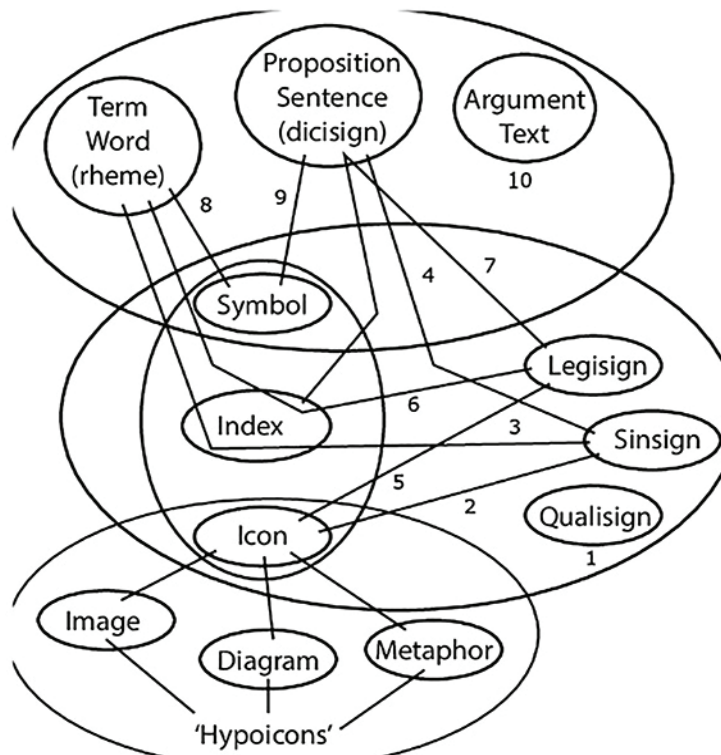 Term
Word
(rheme)
Proposition
Sentence
(dicisign)
Argument
Text
10
8
9
4
7
Symbol
Legisign
6
Index
3
Sinsign
5
2
Qualisign
1
Icon
Image
Diagram
Metaphor
'Hypoicons'